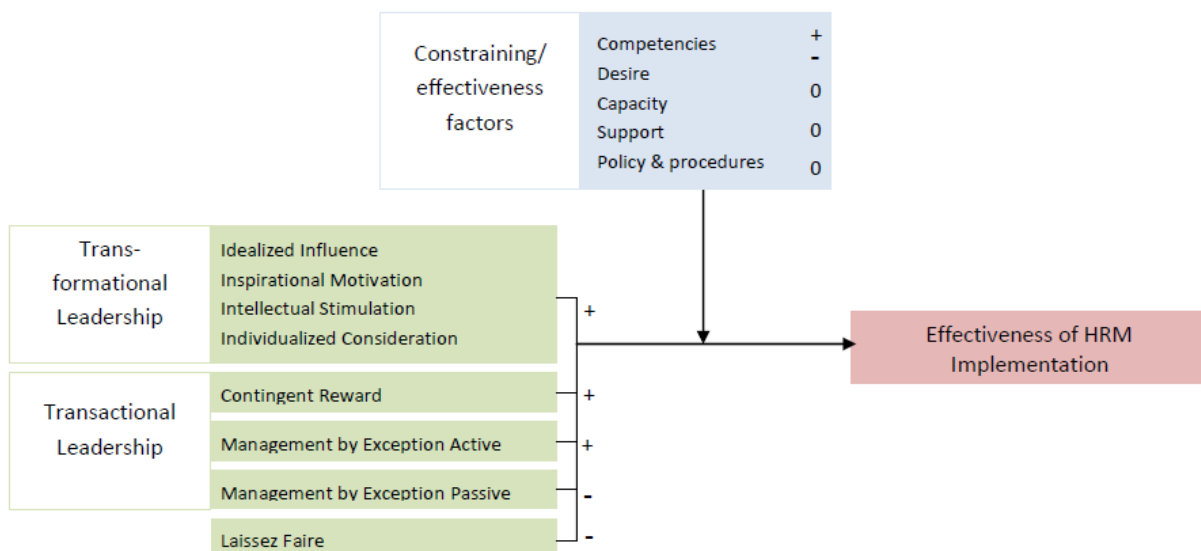 Constraining/
effectiveness
factors
Competencies +
Desire -
Capacity 0
Support 0
Policy & procedures 0
Trans-
formational
Leadership
Idealized Influence
Inspirational Motivation
Intellectual Stimulation
Individualized Consideration
+
Transactional
Leadership
Contingent Reward +
Management by Exception Active +
Management by Exception Passive -
Laissez Faire -
Effectiveness of HRM
Implementation